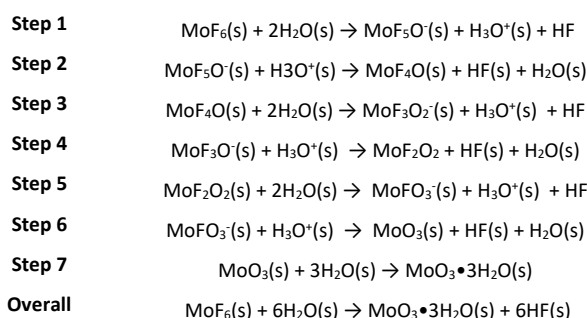 Step 1 MoF₆(s) + 2H₂O(s) → MoF₅O⁻(s) + H₃O⁺(s) + HF
Step 2 MoF₅O⁻(s) + H3O⁺(s) → MoF₄O(s) + HF(s) + H₂O(s)
Step 3 MoF₄O(s) + 2H₂O(s) → MoF₃O₂⁻(s) + H₃O⁺(s) + HF
Step 4 MoF₃O⁻(s) + H₃O⁺(s) → MoF₂O₂ + HF(s) + H₂O(s)
Step 5 MoF₂O₂(s) + 2H₂O(s) → MoFO₃⁻(s) + H₃O⁺(s) + HF
Step 6 MoFO₃⁻(s) + H₃O⁺(s) → MoO₃(s) + HF(s) + H₂O(s)
Step 7 MoO₃(s) + 3H₂O(s) → MoO₃•3H₂O(s)
Overall MoF₆(s) + 6H₂O(s) → MoO₃•3H₂O(s) + 6HF(s)